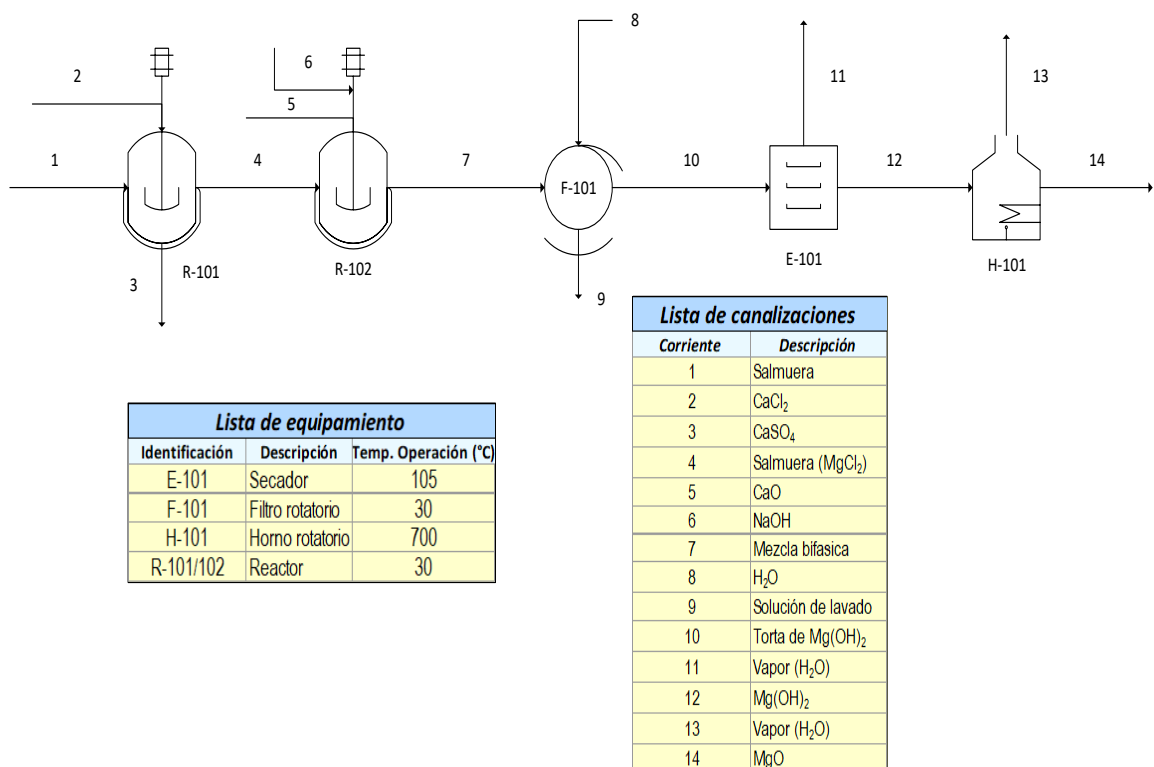 8
2
6
11
13
5
1
4
7
10
12
14
F-101
E-101
H-101
R-101
R-102
3
9
Lista de equipamiento
Identificación Descripción Temp. Operación (°C)
E-101 Secador 105
F-101 Filtro rotatorio 30
H-101 Horno rotatorio 700
R-101/102 Reactor 30
Lista de canalizaciones
Corriente Descripción
1 Salmuera
2 CaCl₂
3 CaSO₄
4 Salmuera (MgCl₂)
5 CaO
6 NaOH
7 Mezcla bifasica
8 H₂O
9 Solución de lavado
10 Torta de Mg(OH)₂
11 Vapor (H₂O)
12 Mg(OH)₂
13 Vapor (H₂O)
14 MgO